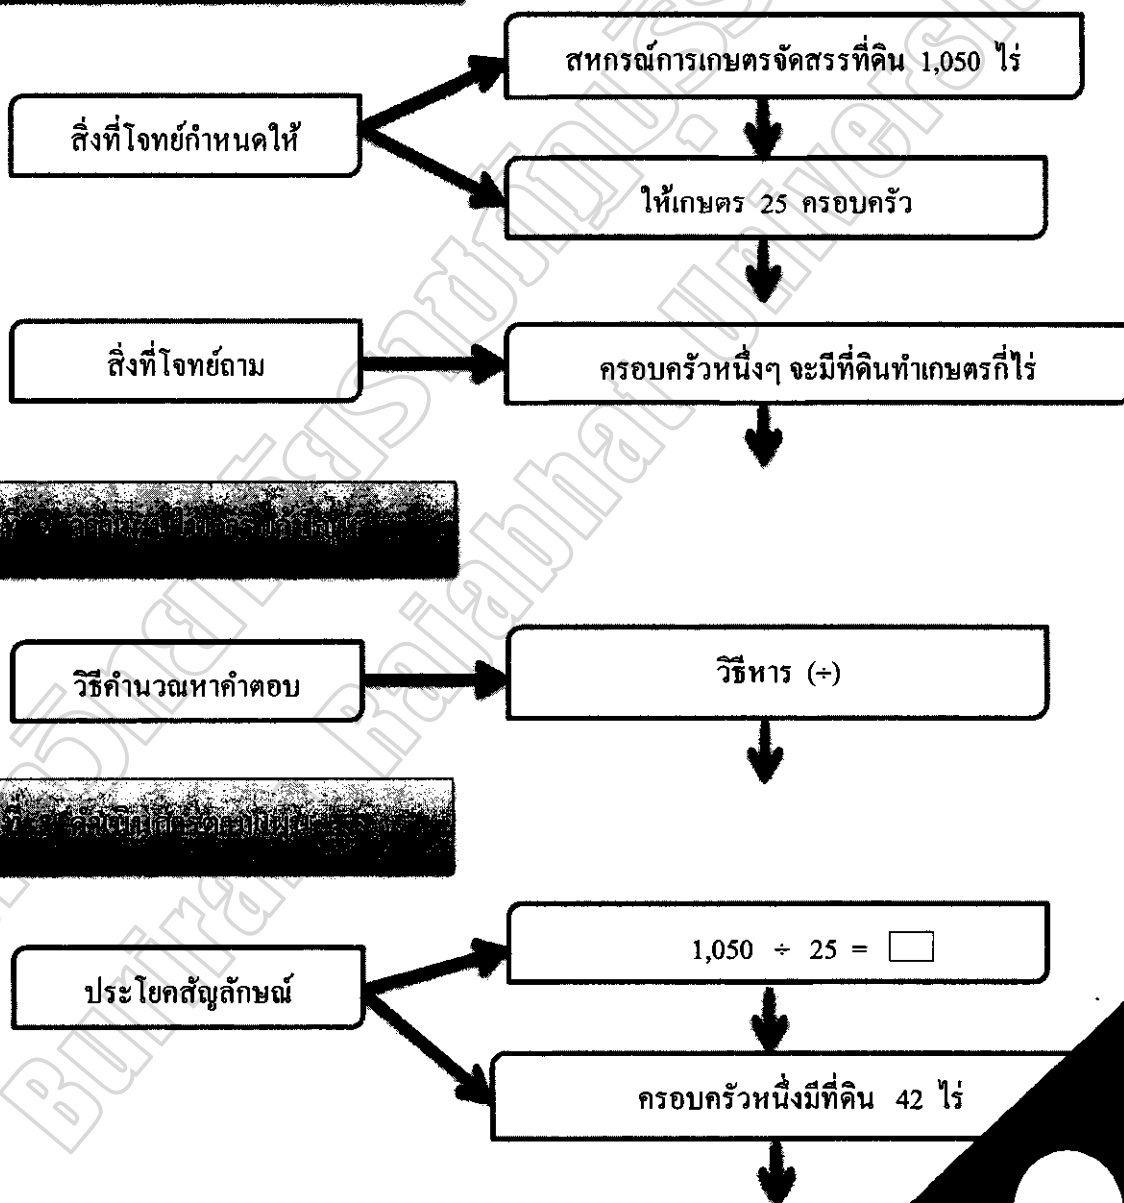 สหกรณ์การเกษตรจัดสรรที่ดิน 1,050 ไร่
สิ่งที่โจทย์กำหนดให้
ให้เกษตร 25 ครอบครัว
สิ่งที่โจทย์ถาม
ครอบครัวหนึ่งๆ จะมีที่ดินทำเกษตรกี่ไร่
วิธีคำนวณหาคำตอบ
วิธีหาร (÷)
ประโยคสัญลักษณ์
1,050 ÷ 25 =
ครอบครัวหนึ่งมีที่ดิน 42 ไร่
Buriram Rajabhat University